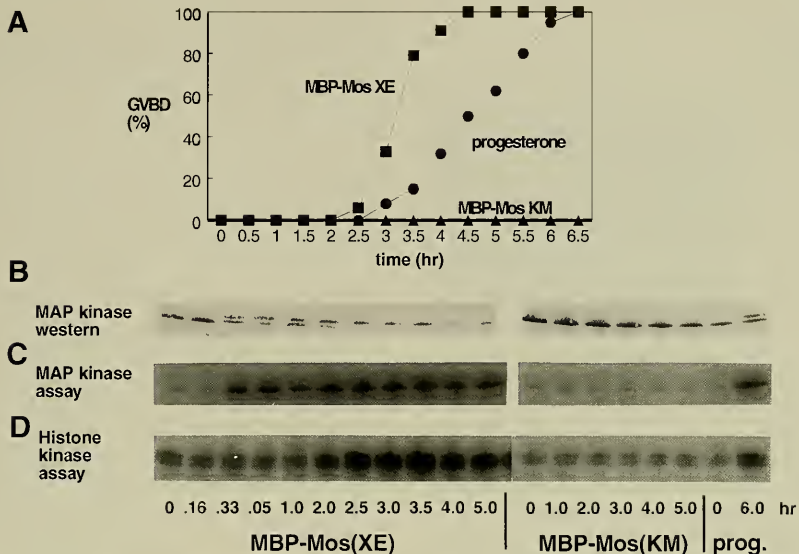 A
100
80
60
40
20
0
GVBD
(%)
MBP-Mos XE
progesterone
MBP-Mos KM
0 0.5 1 1.5 2 2.5 3 3.5 4 4.5 5 5.5 6 6.5
time (hr)
B
MAP kinase
western
C
MAP kinase
assay
D
Histone
kinase
assay
0 .16 .33 .05 1.0 2.0 2.5 3.0 3.5 4.0 5.0 0 1.0 2.0 3.0 4.0 5.0 0 6.0 hr
MBP-Mos(XE) MBP-Mos(KM) prog.